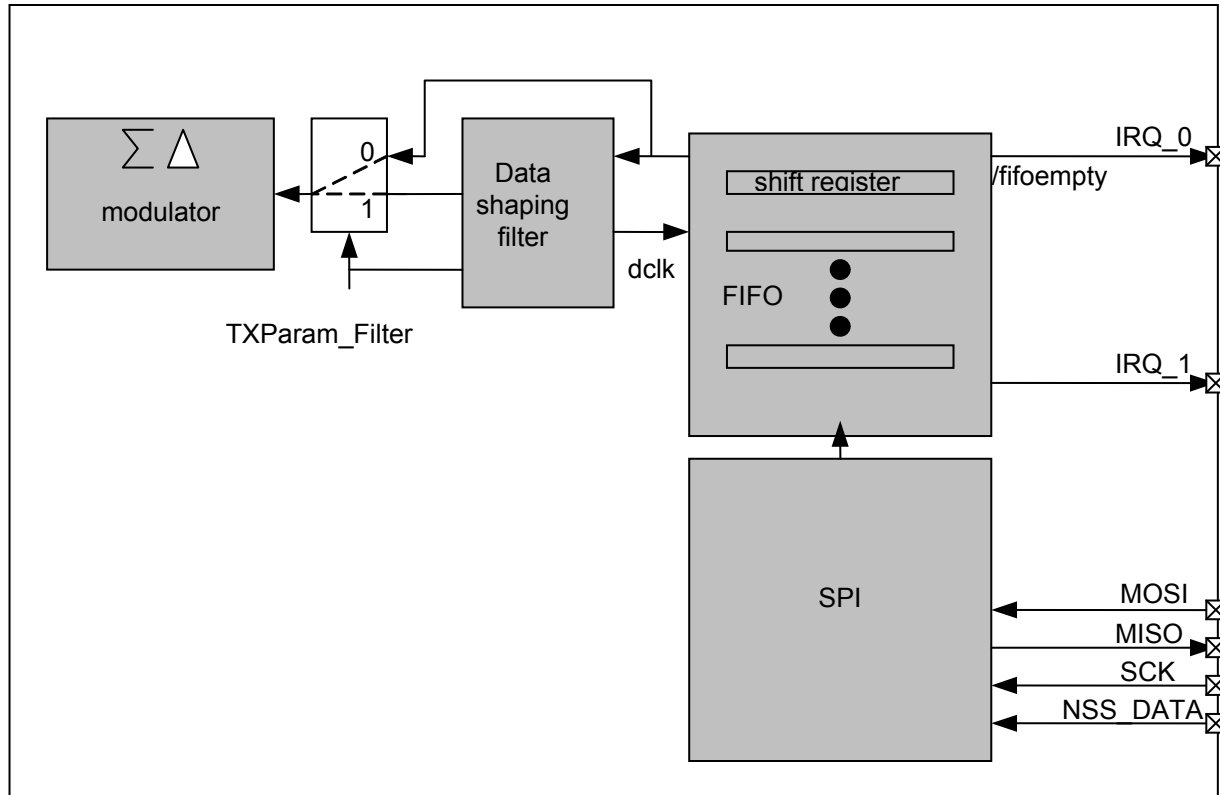 Σ Δ
modulator
0
1
TXParam_Filter
Data
shaping
filter
dclk
shift register
FIFO
IRQ_0
/fifoempty
IRQ_1
SPI
MOSI
MISO
SCK
NSS_DATA